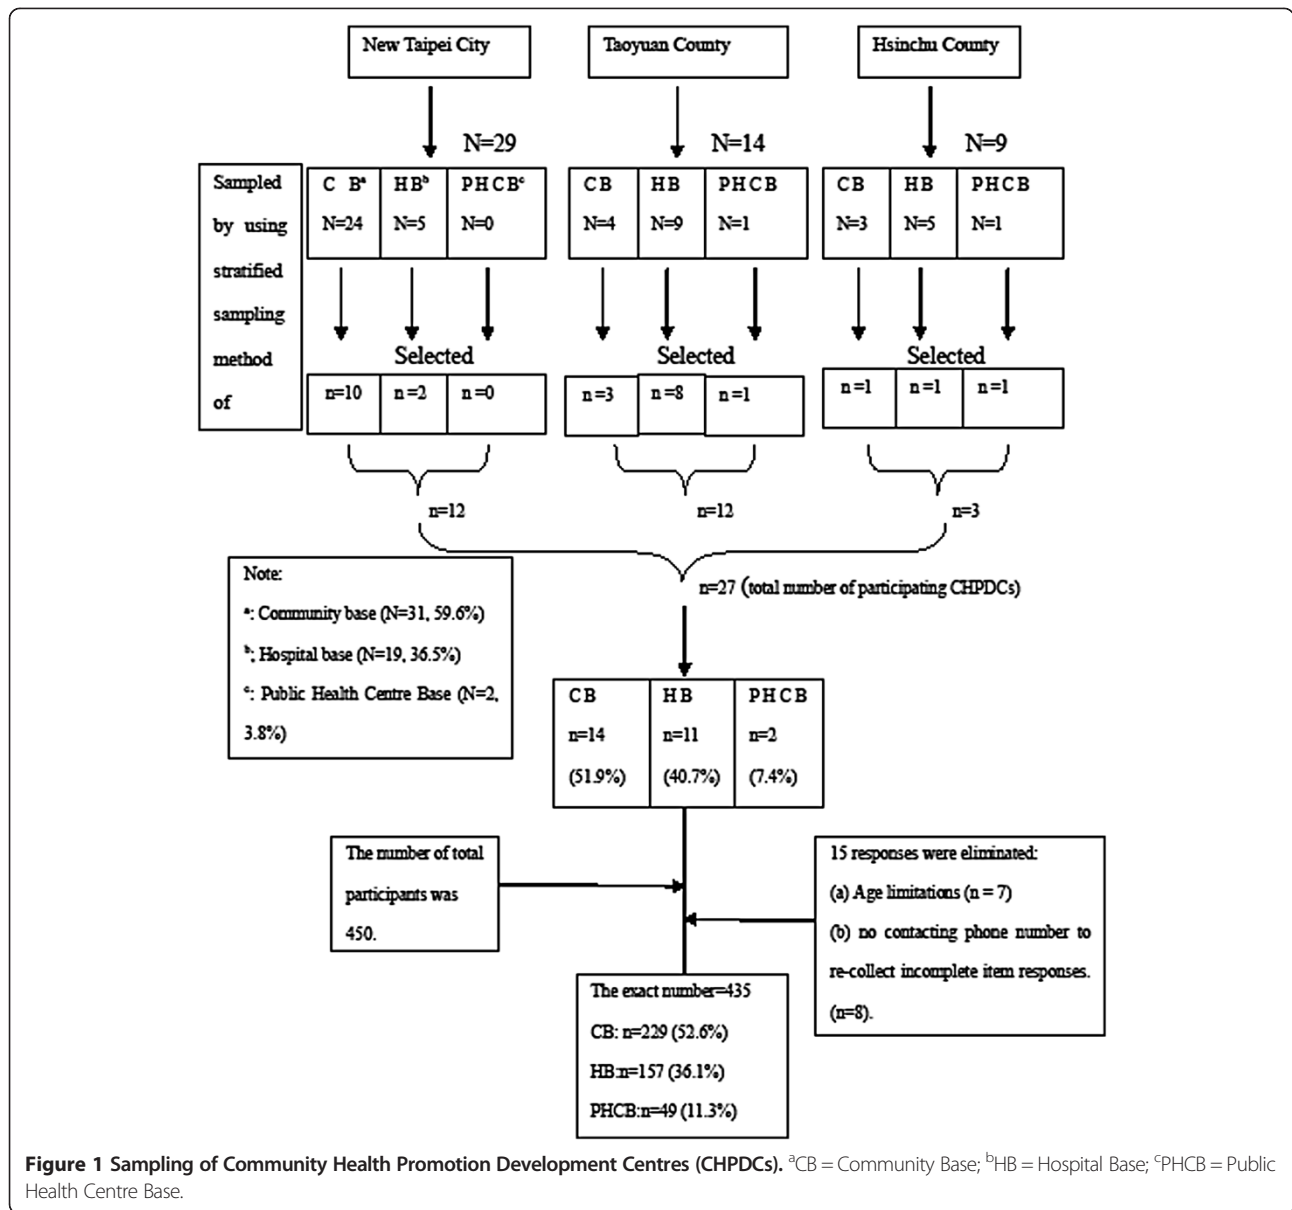 New Taipei City
Taoyuan County
Hsinchu County
N=29
N=14
N=9
Sampled
by using
stratified
sampling
method
of
C Bª HBᵇ PHCBᶜ
N=24 N=5 N=0
CB HB PHCB
N=4 N=9 N=1
CB HB PHCB
N=3 N=5 N=1
Selected
Selected
Selected
n=10 n=2 n=0
n=3 n=8 n=1
n=1 n=1 n=1
n=12
n=12
n=3
n=27 (total number of participating CHPDCs)
Note:
ª: Community base (N=31, 59.6%)
ᵇ: Hospital base (N=19, 36.5%)
ᶜ: Public Health Centre Base (N=2,
3.8%)
CB HB PHCB
n=14 n=11 n=2
(51.9%) (40.7%) (7.4%)
The number of total
participants was
450.
15 responses were eliminated:
(a) Age limitations (n = 7)
(b) no contacting phone number to
re-collect incomplete item responses.
(n=8).
The exact number=435
CB: n=229 (52.6%)
HB:n=157 (36.1%)
PHCB:n=49 (11.3%)
Figure 1 Sampling of Community Health Promotion Development Centres (CHPDCs). ªCB = Community Base; ᵇHB = Hospital Base; ᶜPHCB = Public
Health Centre Base.